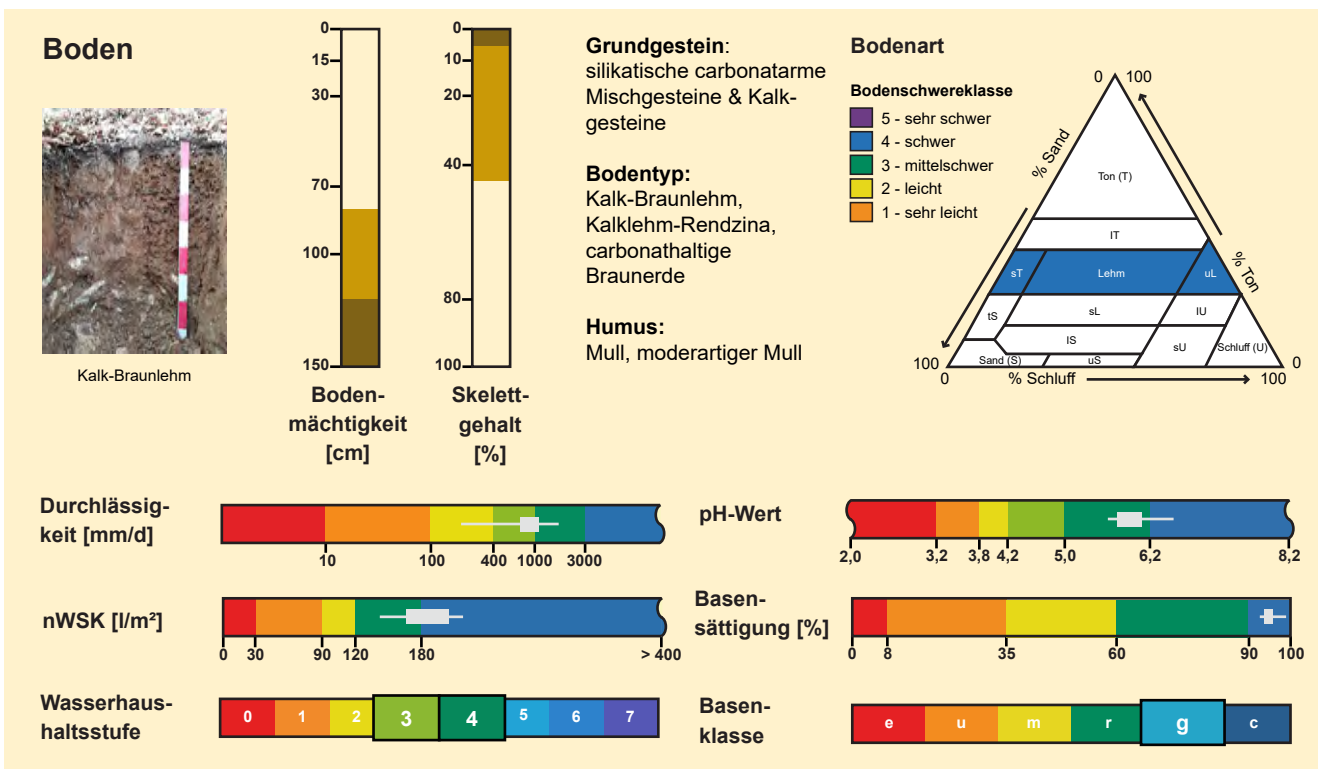 Boden
Kalk-Braunlehm
0
15
30
70
100
150
Boden-
mächtigkeit
[cm]
0
10
20
40
80
100
Skelett-
gehalt
[%]
Grundgestein:
silikatische carbonatarme
Mischgesteine & Kalk-
gesteine
Bodentyp:
Kalk-Braunlehm,
Kalklehm-Rendzina,
carbonathaltige
Braunerde
Humus:
Mull, moderartiger Mull
Bodenart
Bodenschwereklasse
5 - sehr schwer
4 - schwer
3 - mittelschwer
2 - leicht
1 - sehr leicht
0 100
% Sand
% Ton
Ton (T)
lT
sT Lehm uL
tS sL lU
lS
Sand (S) uS sU Schluff (U)
100 0
0 % Schluff 100
Durchlässig-
keit [mm/d]
10 100 400 1000 3000
nWSK [l/m²]
0 30 90 120 180 > 400
Wasserhaus-
haltsstufe
0 1 2 3 4 5 6 7
pH-Wert
2,0 3,2 3,8 4,2 5,0 6,2 8,2
Basen-
sättigung [%]
0 8 35 60 90 100
Basen-
klasse
e u m r g c